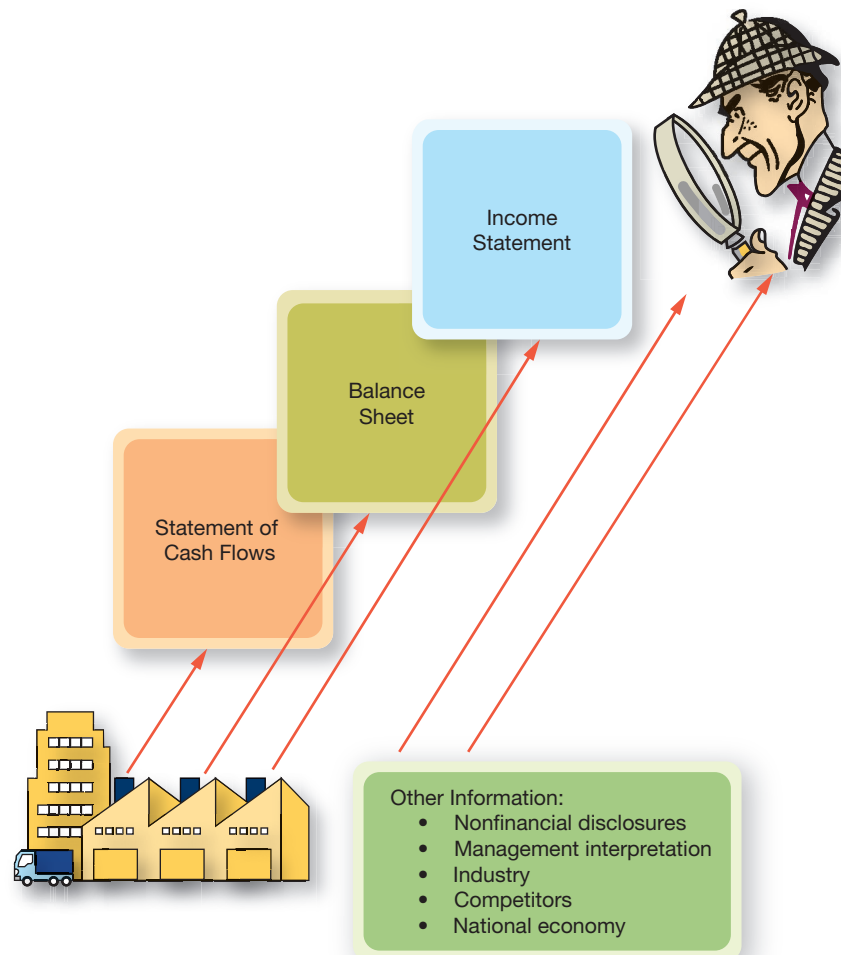 Income
Statement
Balance
Sheet
Statement of
Cash Flows
Other Information:
• Nonfinancial disclosures
• Management interpretation
• Industry
• Competitors
• National economy